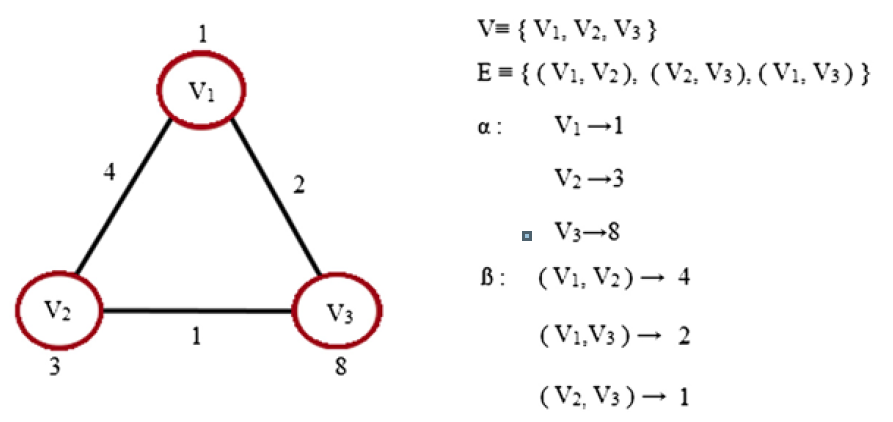 1
V1
4
2
V2
V3
1
3
8
V≡ { V1, V2, V3 }
E ≡ { ( V1, V2 ), ( V2, V3 ), ( V1, V3 ) }
α : V1 →1
V2 →3
V3→8
ß : ( V1, V2 ) → 4
( V1,V3 ) → 2
( V2, V3 ) → 1